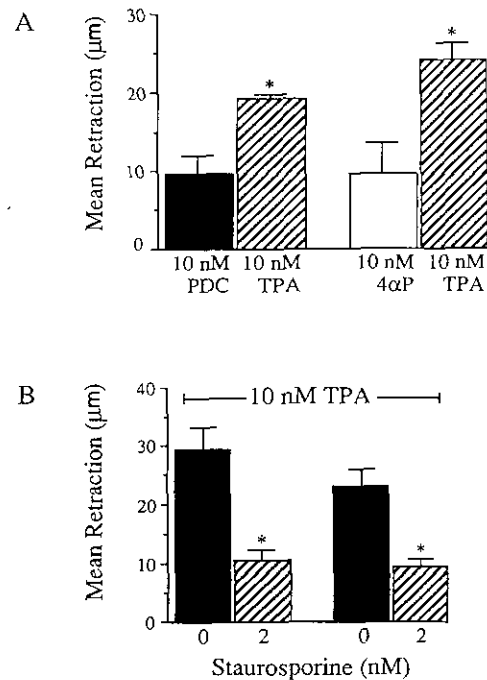 A
Mean Retraction (μm)
30
20
10
0
*
*
10 nM 10 nM 10 nM 10 nM
PDC TPA 4αP TPA
B
Mean Retraction (μm)
40
30
20
10
0
10 nM TPA
*
*
0 2 0 2
Staurosporine (nM)